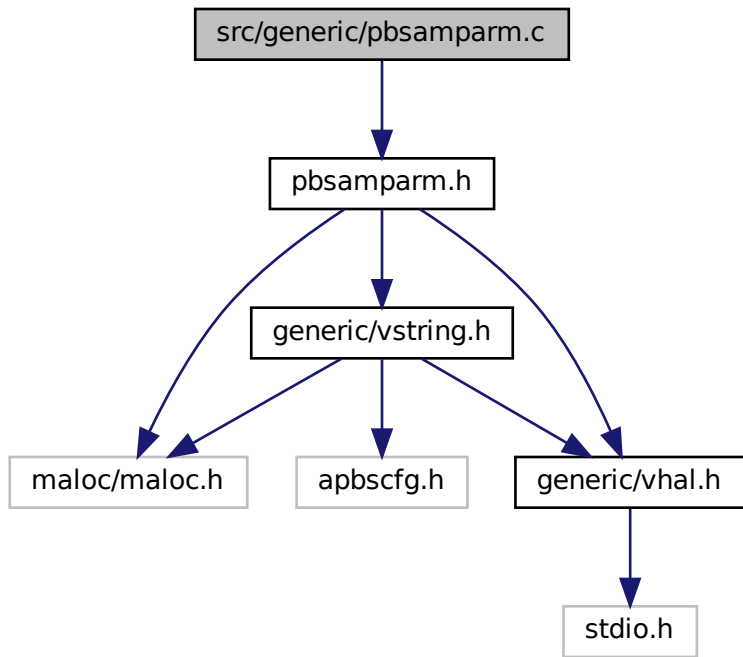 src/generic/pbsamparm.c
pbsamparm.h
generic/vstring.h
maloc/maloc.h
apbscfg.h
generic/vhal.h
stdio.h